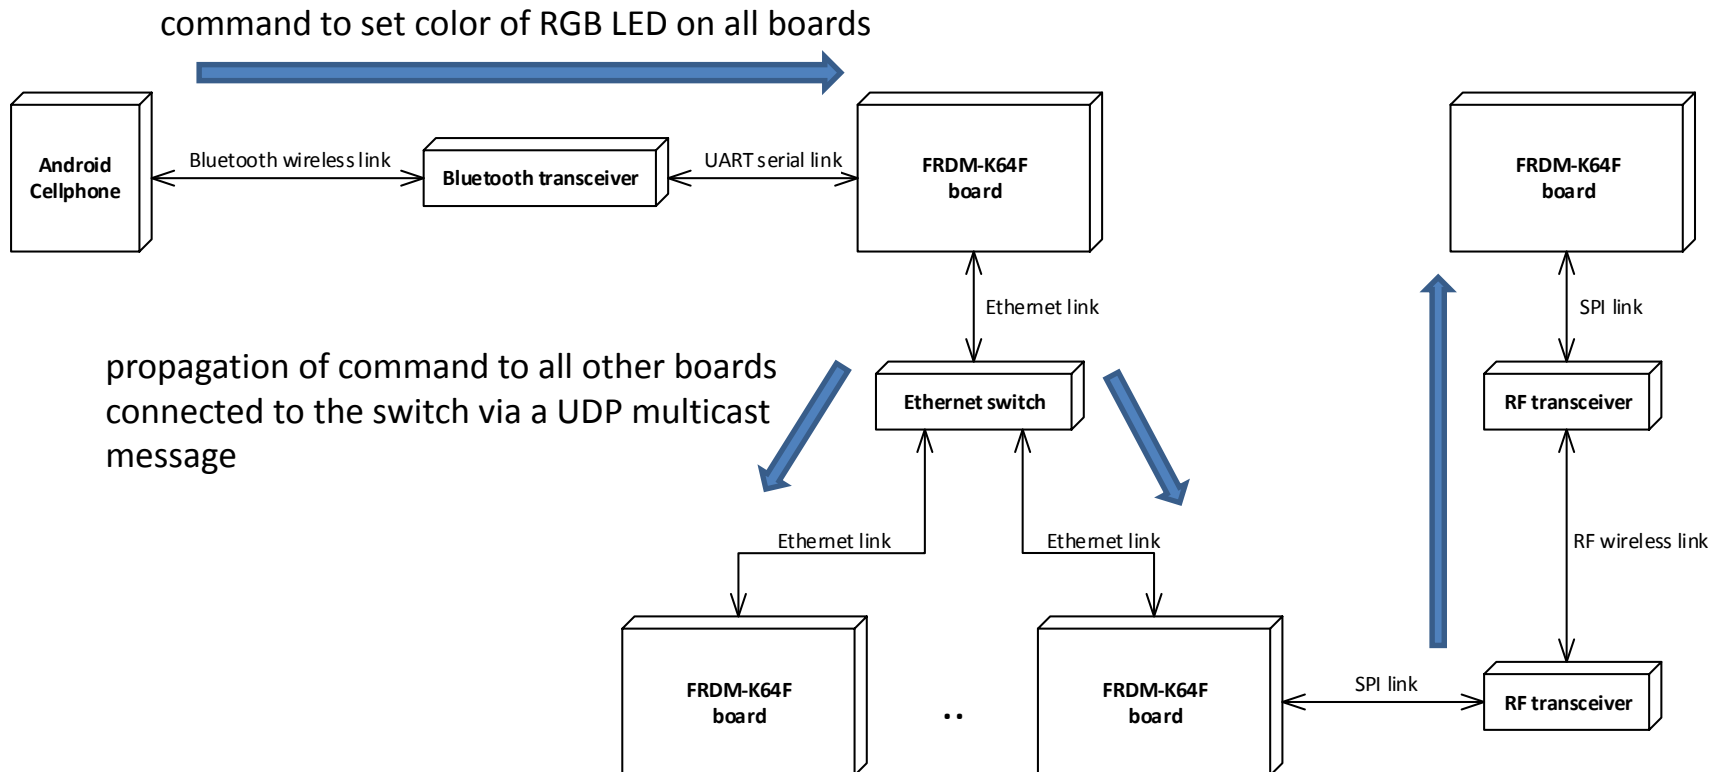 command to set color of RGB LED on all boards
Android
Cellphone
Bluetooth wireless link
Bluetooth transceiver
UART serial link
FRDM-K64F
board
FRDM-K64F
board
Ethernet link
SPI link
propagation of command to all other boards
connected to the switch via a UDP multicast
message
Ethernet switch
RF transceiver
Ethernet link
Ethernet link
RF wireless link
FRDM-K64F
board
..
FRDM-K64F
board
SPI link
RF transceiver